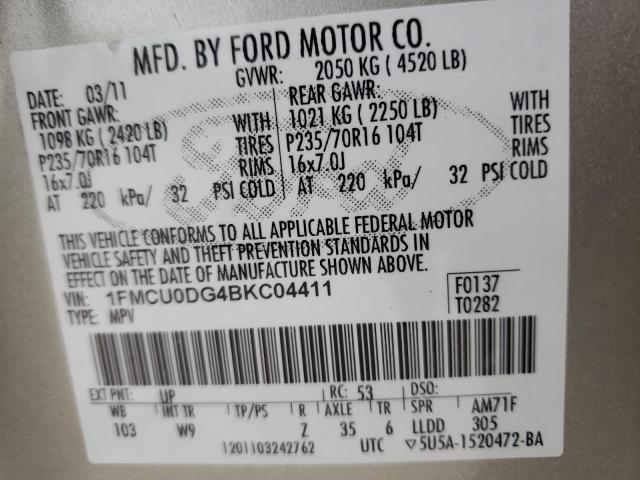 MFD. BY FORD MOTOR CO.
DATE: 03/11 GVWR: 2050 KG ( 4520 LB)
FRONT GAWR: REAR GAWR:
1098 KG ( 2420 LB) WITH 1021 KG ( 2250 LB) WITH
P235/70R16 104T TIRES P235/70R16 104T TIRES
16x7.0J RIMS 16x7.0J RIMS
AT 220 kPa/ 32 PSI COLD AT 220 kPa/ 32 PSI COLD
Ford
THIS VEHICLE CONFORMS TO ALL APPLICABLE FEDERAL MOTOR
VEHICLE SAFETY AND THEFT PREVENTION STANDARDS IN
EFFECT ON THE DATE OF MANUFACTURE SHOWN ABOVE.
VIN: 1FMCU0DG4BKC04411 F0137
TYPE: MPV T0282
EXT PNT: UP RC: 53 DSO:
WB INT TR TP/PS R AXLE TR SPR AM71F
103 W9 Z 35 6 LLDD 305
1201103242762 UTC ▽5U5A-1520472-BA